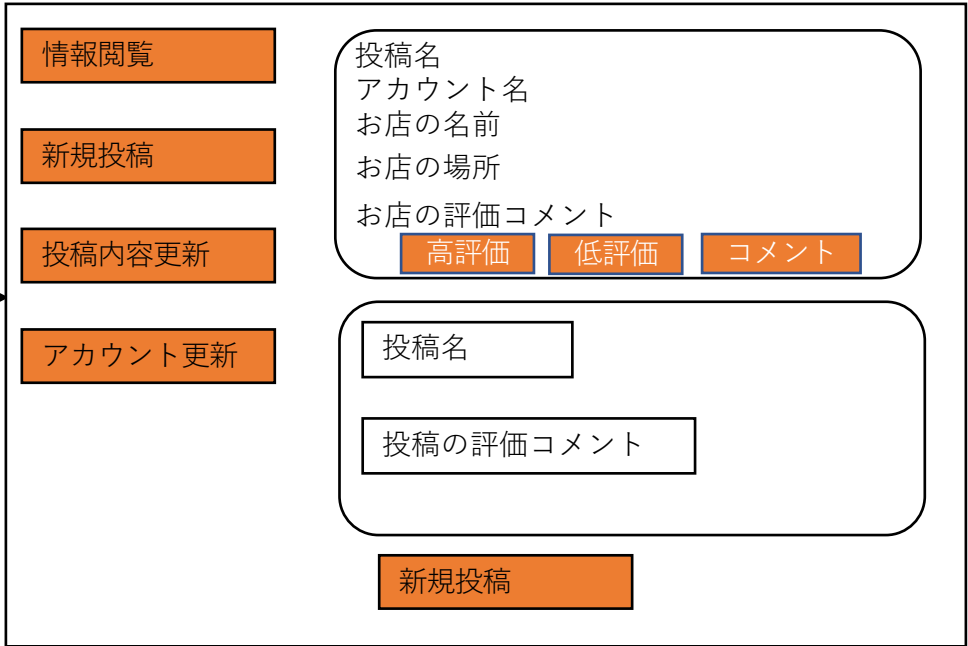 情報閲覧
新規投稿
投稿内容更新
アカウント更新
投稿名
アカウント名
お店の名前
お店の場所
お店の評価コメント
高評価 低評価 コメント
投稿名
投稿の評価コメント
新規投稿